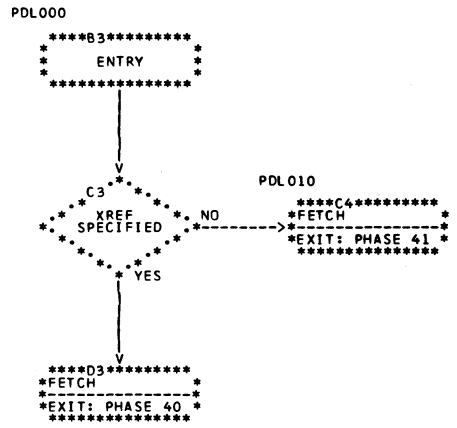 PDL000
B3
ENTRY
C3
XREF
SPECIFIED
NO
PDL010
C4
FETCH
EXIT: PHASE 41
YES
D3
FETCH
EXIT: PHASE 40